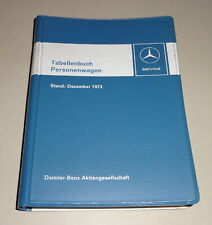 Tabellenbuch
Personenwagen
service
Stand: Dezember 1973
Daimler-Benz Aktiengesellschaft